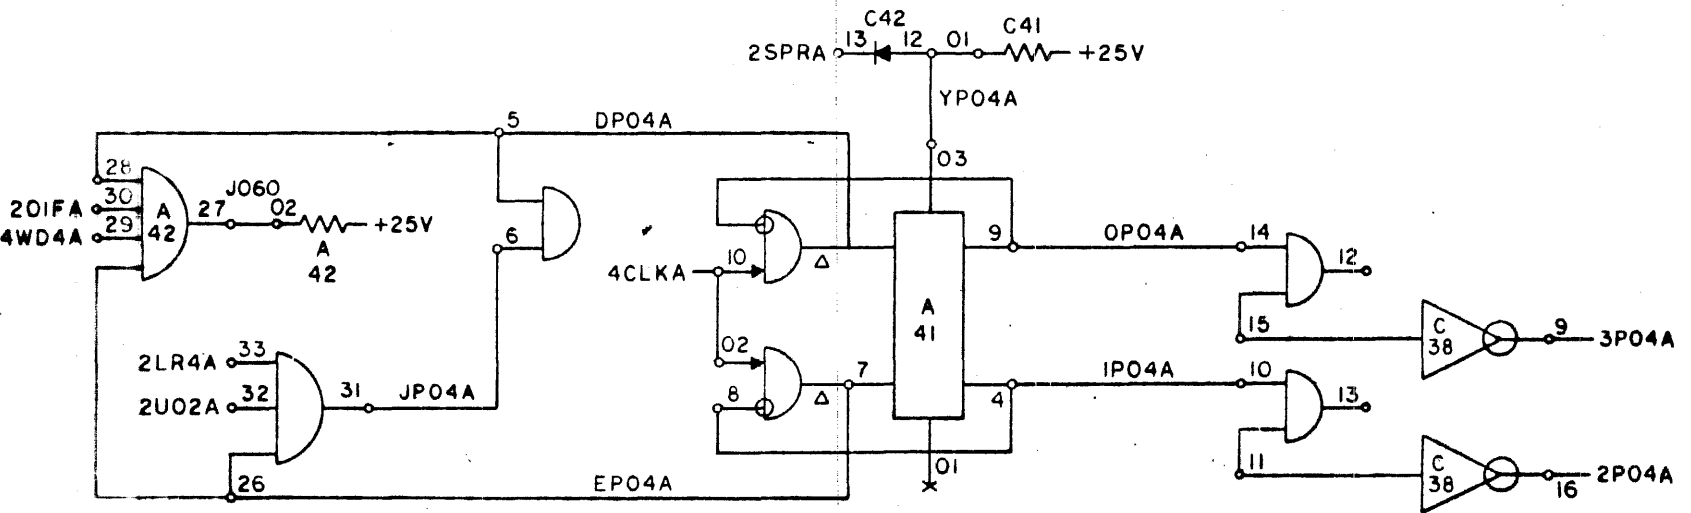 C42
C41
2SPRA
13
12
01
+25V
YP04A
03
5
DP04A
28
201FA
30
4WD4A
29
A
42
27
J060
02
+25V
A
42
6
10
4CLKA
Δ
02
8
7
Δ
A
41
9
OP04A
14
12
15
C
38
9
3P04A
4
1P04A
10
13
11
C
38
16
2P04A
01
2LR4A
33
2U02A
32
31
JP04A
26
EP04A